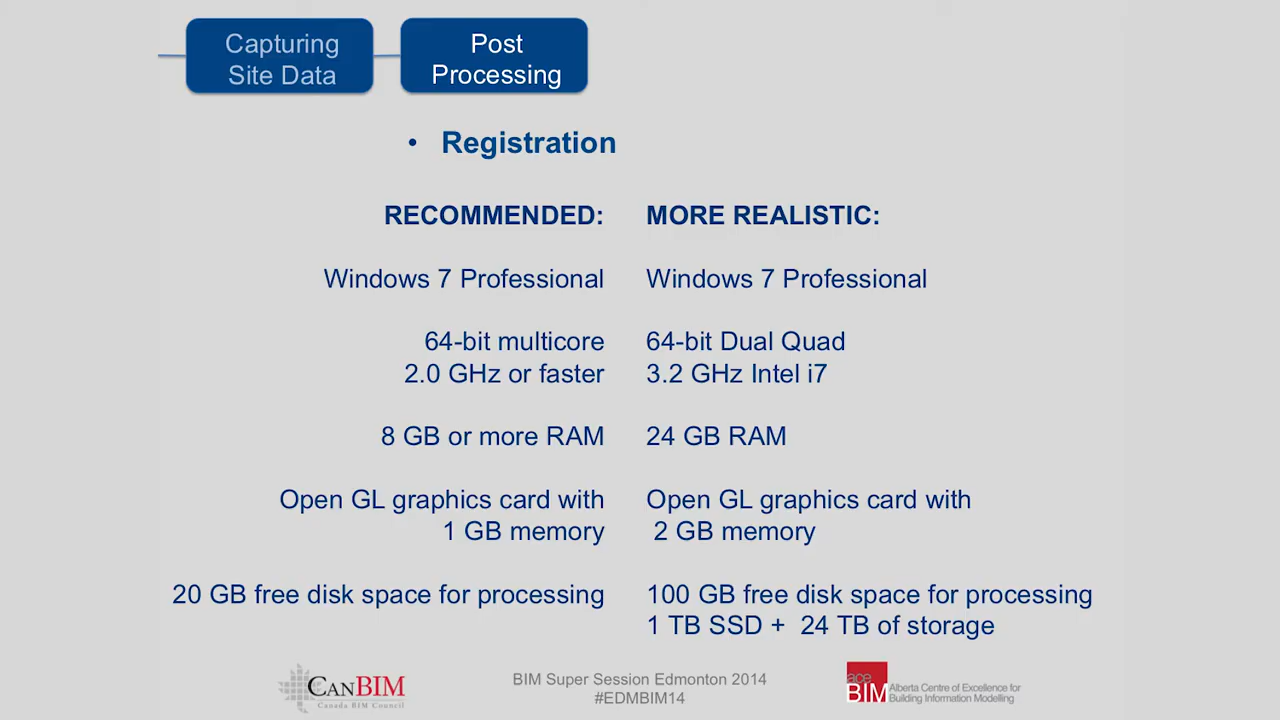 Capturing
Site Data
Post
Processing
• Registration
RECOMMENDED:
MORE REALISTIC:
Windows 7 Professional
Windows 7 Professional
64-bit multicore
2.0 GHz or faster
64-bit Dual Quad
3.2 GHz Intel i7
8 GB or more RAM
24 GB RAM
Open GL graphics card with
1 GB memory
Open GL graphics card with
2 GB memory
20 GB free disk space for processing
100 GB free disk space for processing
1 TB SSD + 24 TB of storage
CANBIM
Canada BIM Council
BIM Super Session Edmonton 2014
#EDMBIM14
ace
BIM
Alberta Centre of Excellence for
Building Information Modelling